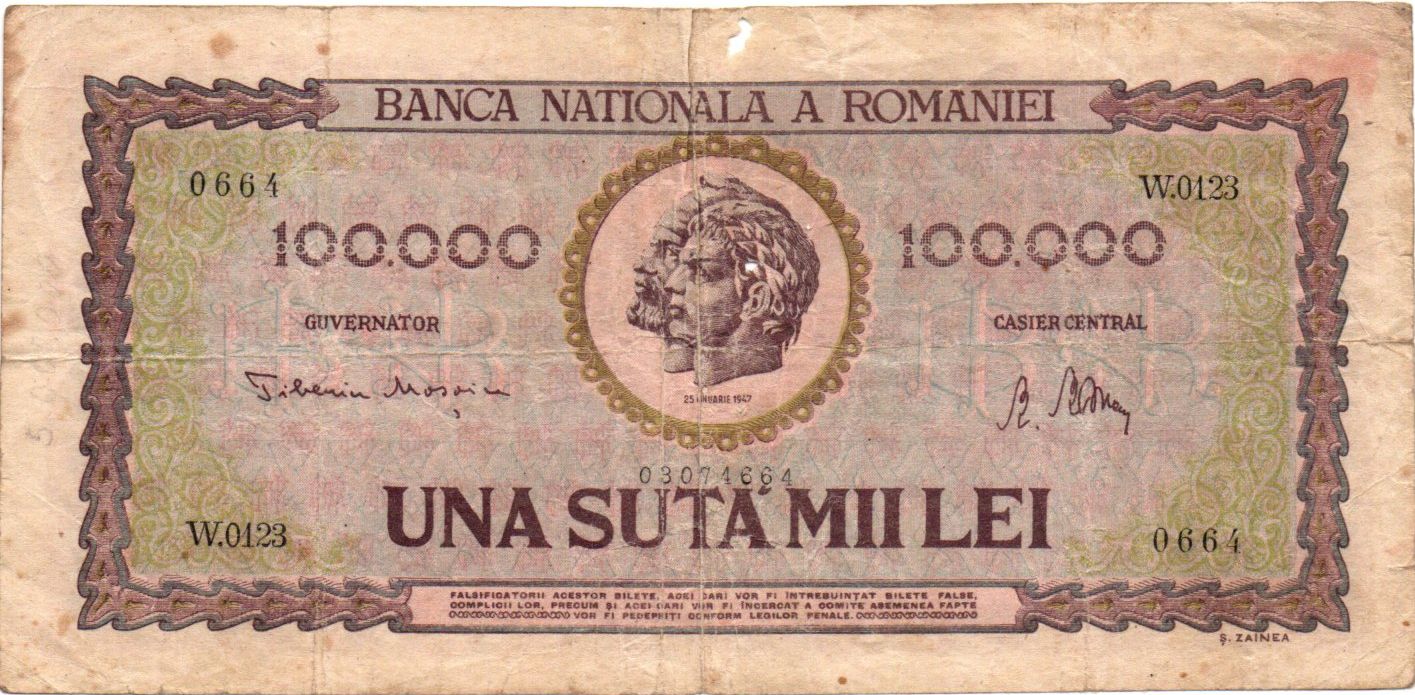 BANCA NATIONALA A ROMANIEI
0664
W.0123
100.000
100.000
GUVERNATOR
CASIER CENTRAL
25 IANUARIE 1947
03074664
UNA SUTĂ MII LEI
W.0123
0664
FALSIFICATORII ACESTOR BILETE, ACEI CARI VOR FI ÎNTREBUINȚAT BILETE FALSE,
COMPLICII LOR, PRECUM ȘI ACEI CARI VOR FI ÎNCERCAT A COMITE ASEMENEA FAPTE
VOR FI PEDEPSIȚI CONFORM LEGILOR PENALE.
Ș. ZAINEA